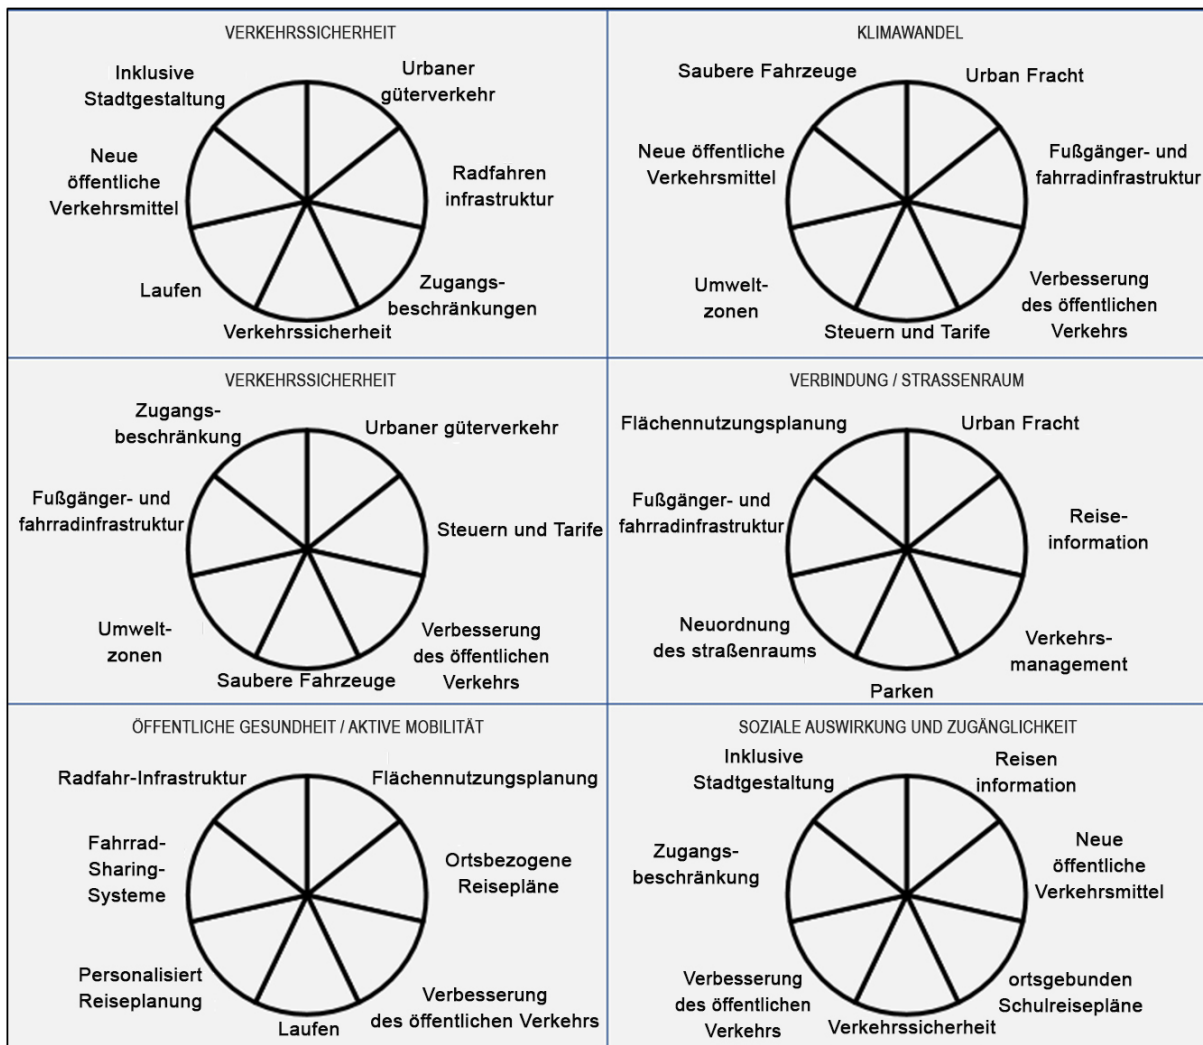 VERKEHRSSICHERHEIT
Inklusive
Stadtgestaltung
Urbaner
güterverkehr
Neue
öffentliche
Verkehrsmittel
Radfahren
infrastruktur
Laufen
Zugangs-
beschränkungen
Verkehrssicherheit
KLIMAWANDEL
Saubere Fahrzeuge
Urban Fracht
Neue öffentliche
Verkehrsmittel
Fußgänger- und
fahrradinfrastruktur
Umwelt-
zonen
Verbesserung
des öffentlichen
Verkehrs
Steuern und Tarife
VERKEHRSSICHERHEIT
Zugangs-
beschränkung
Urbaner güterverkehr
Fußgänger- und
fahrradinfrastruktur
Steuern und Tarife
Umwelt-
zonen
Verbesserung
des öffentlichen
Verkehrs
Saubere Fahrzeuge
VERBINDUNG / STRASSENRAUM
Flächennutzungsplanung
Urban Fracht
Fußgänger- und
fahrradinfrastruktur
Reise-
information
Neuordnung
des straßenraums
Verkehrs-
management
Parken
ÖFFENTLICHE GESUNDHEIT / AKTIVE MOBILITÄT
Radfahr-Infrastruktur
Flächennutzungsplanung
Fahrrad-
Sharing-
Systeme
Ortsbezogene
Reisepläne
Personalisiert
Reiseplanung
Verbesserung
des öffentlichen Verkehrs
Laufen
SOZIALE AUSWIRKUNG UND ZUGÄNGLICHKEIT
Inklusive
Stadtgestaltung
Reisen
information
Zugangs-
beschränkung
Neue
öffentliche
Verkehrsmittel
Verbesserung
des öffentlichen
Verkehrs
ortsgebunden
Schulreisepläne
Verkehrssicherheit